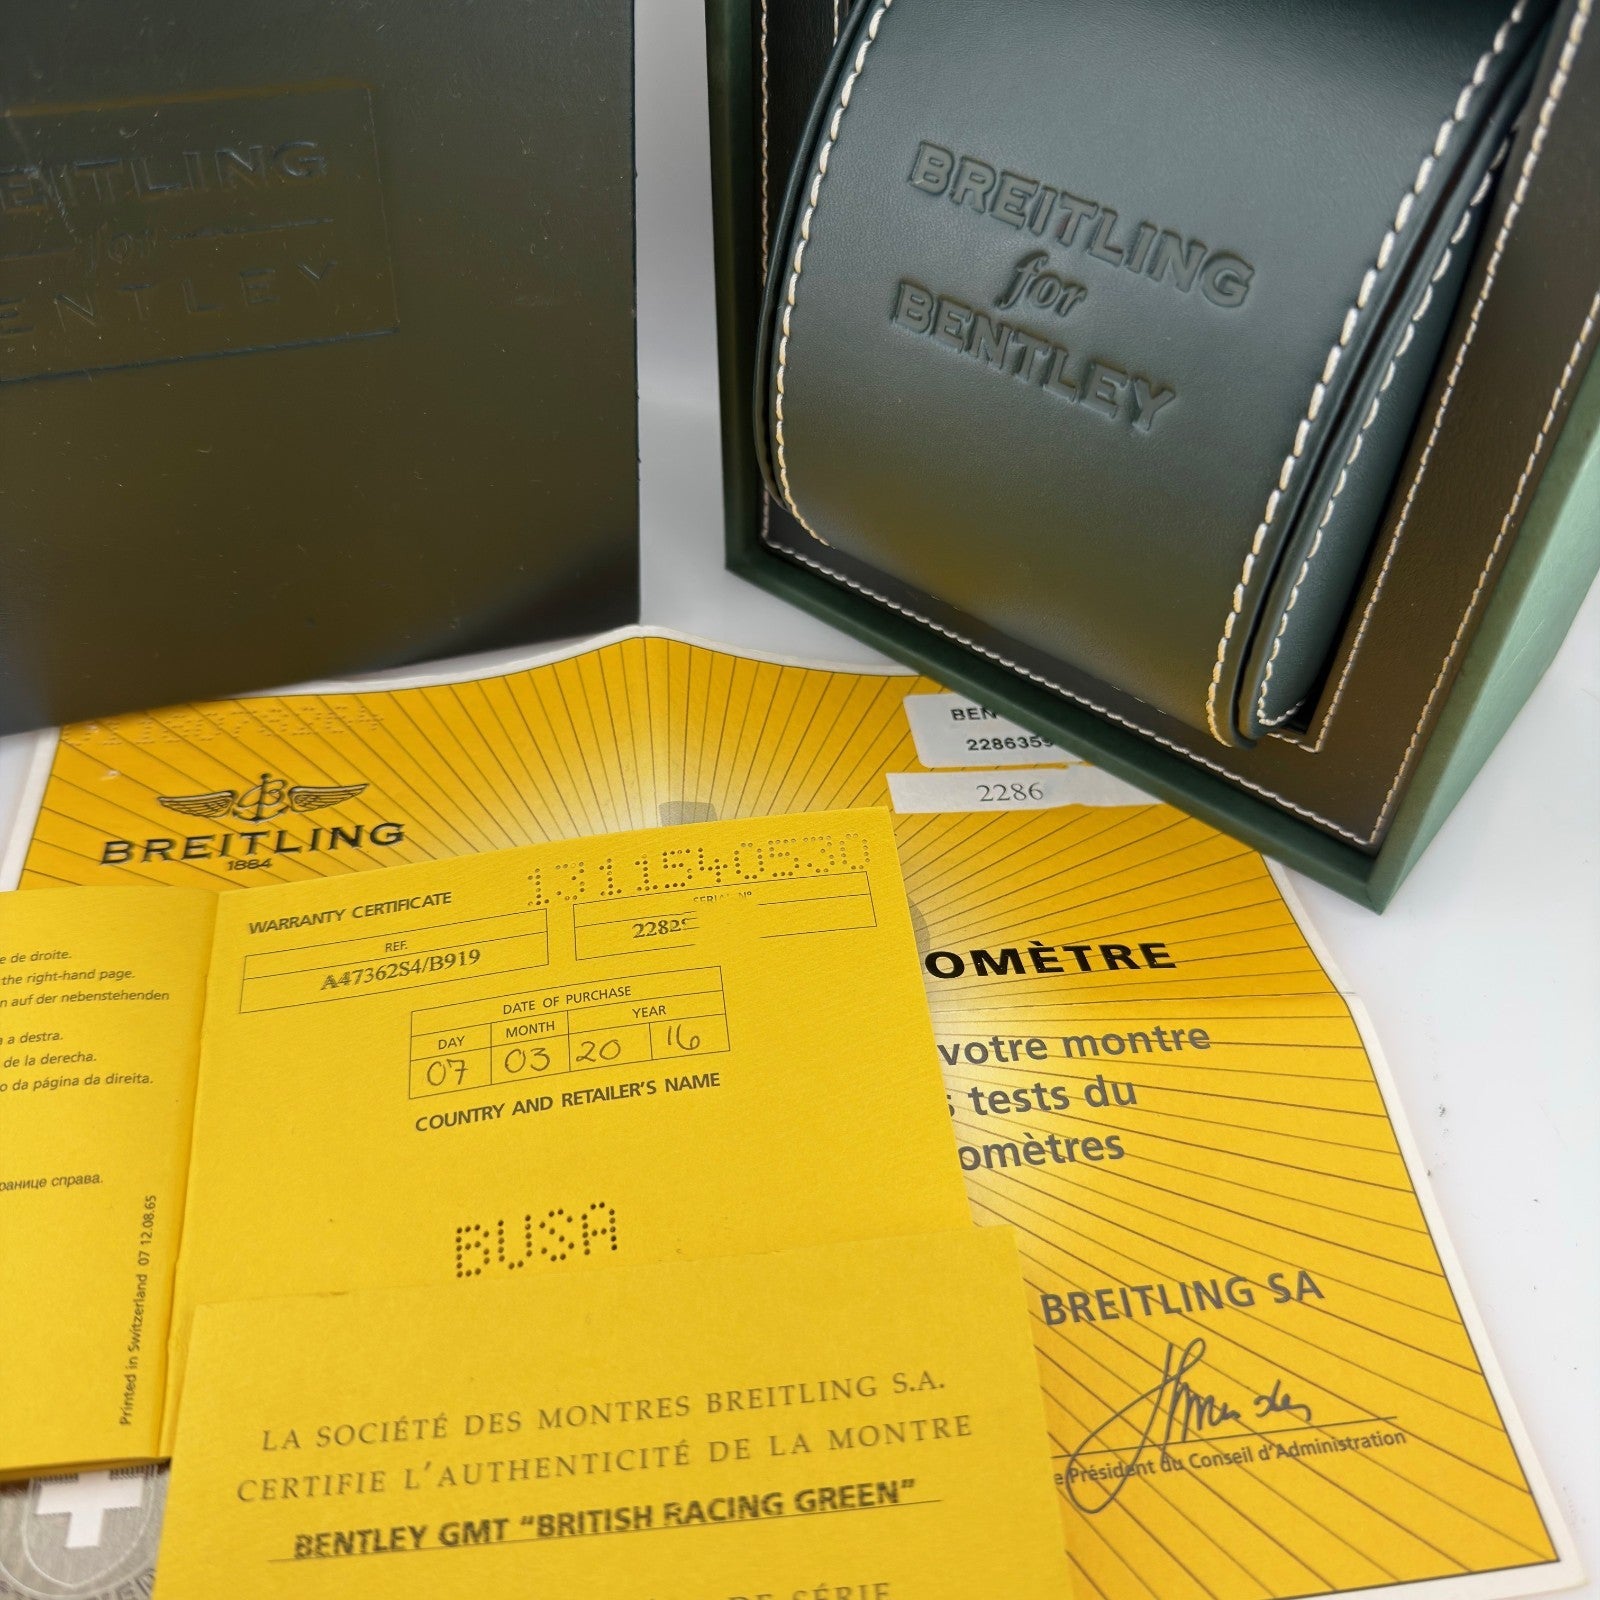 BREITLING
for
BENTLEY
BREITLING
for
BENTLEY
BREITLING
1884
2286
OMÈTRE
votre montre
tests du
omètres
BREITLING SA
Président du Conseil d'Administration
e de droite.
the right-hand page.
n auf der nebenstehenden
a destra.
de la derecha.
o da página da direita.
справа.
Printed in Switzerland 07 12.08.65
131154 0530
WARRANTY CERTIFICATE
REF.
A47362S4/B919
SERIAL Nº
2282
DATE OF PURCHASE
DAY MONTH YEAR
07 03 20 16
COUNTRY AND RETAILER'S NAME
BUSA
LA SOCIÉTÉ DES MONTRES BREITLING S.A.
CERTIFIE L'AUTHENTICITÉ DE LA MONTRE
BENTLEY GMT "BRITISH RACING GREEN"
DE SÉRIE